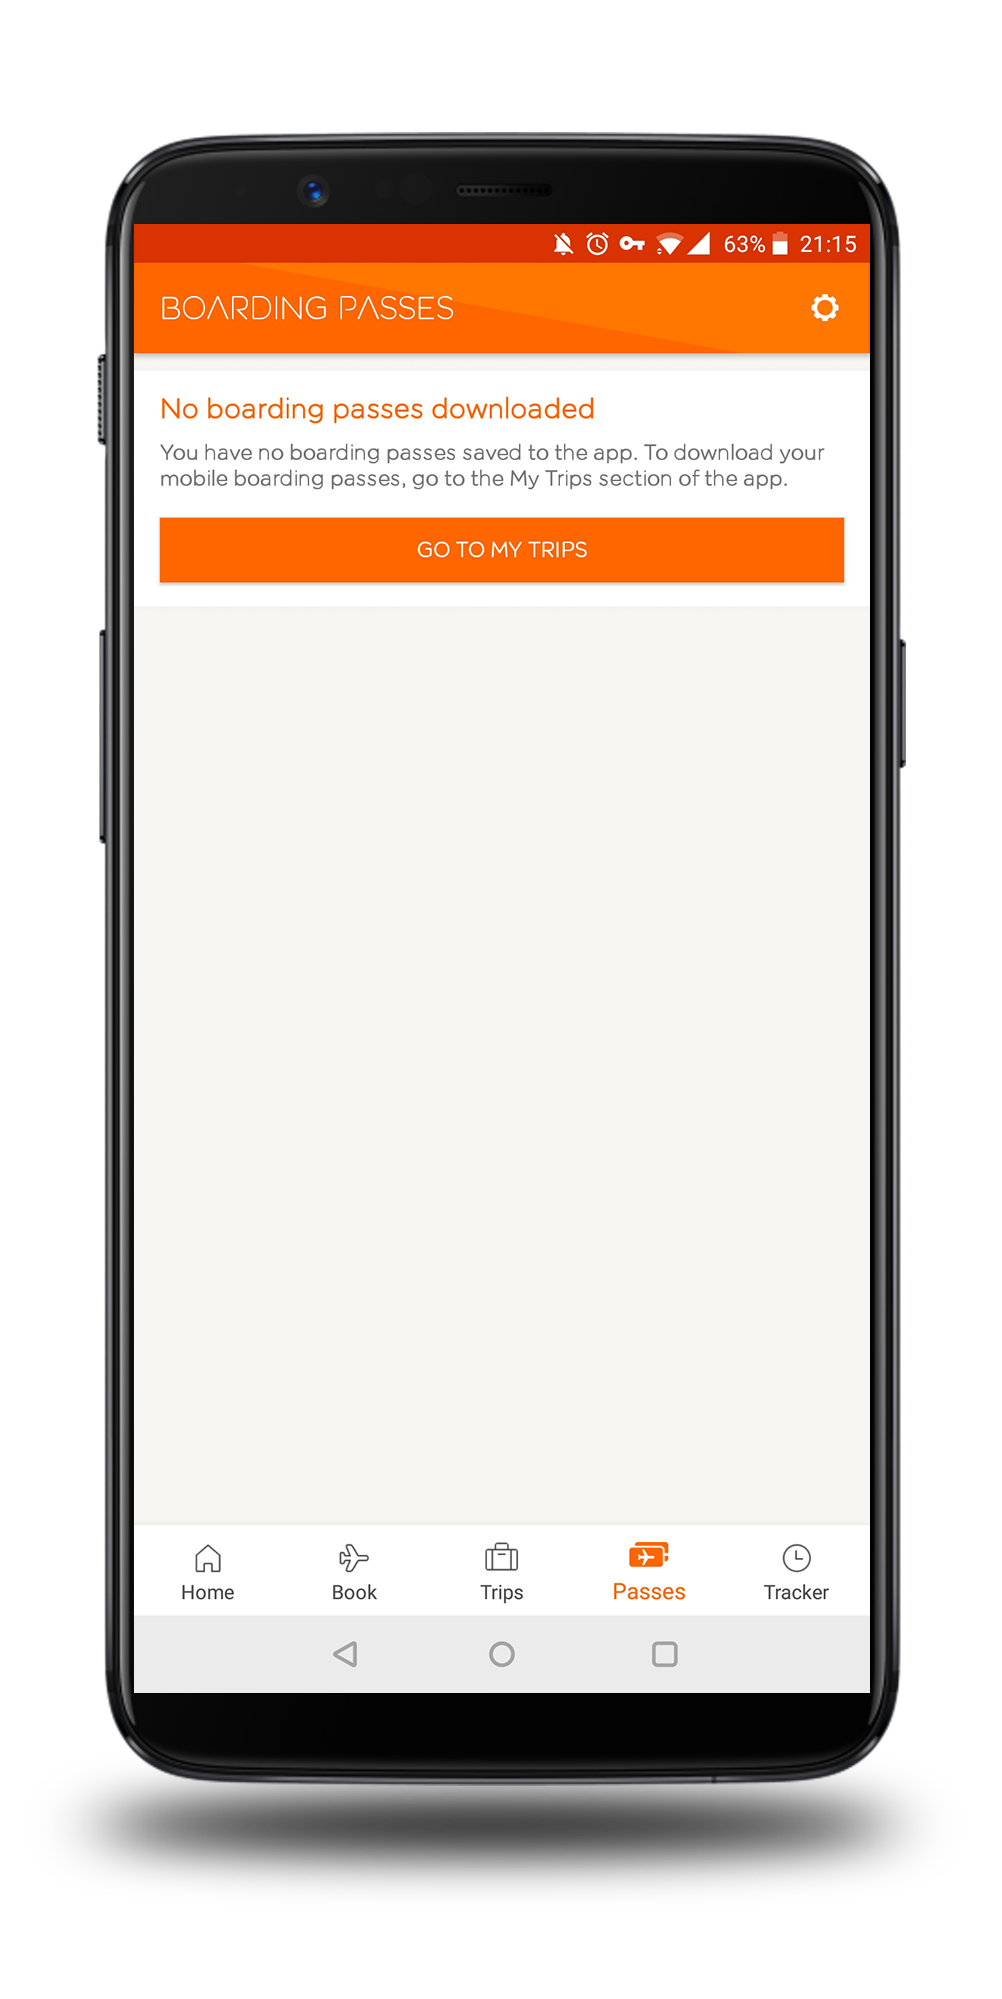 63% 21:15
BOARDING PASSES
No boarding passes downloaded
You have no boarding passes saved to the app. To download your
mobile boarding passes, go to the My Trips section of the app.
GO TO MY TRIPS
Home Book Trips Passes Tracker